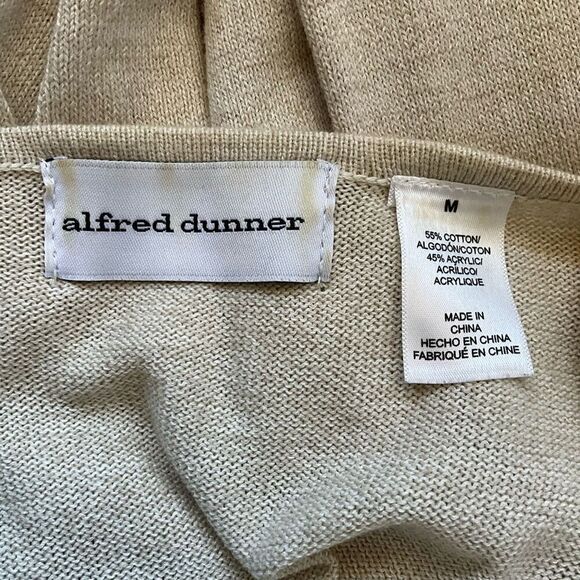 alfred dunner
M
55% COTTON/
ALGODÓN/COTON
45% ACRYLIC/
ACRÍLICO/
ACRYLIQUE
MADE IN
CHINA
HECHO EN CHINA
FABRIQUÉ EN CHINE